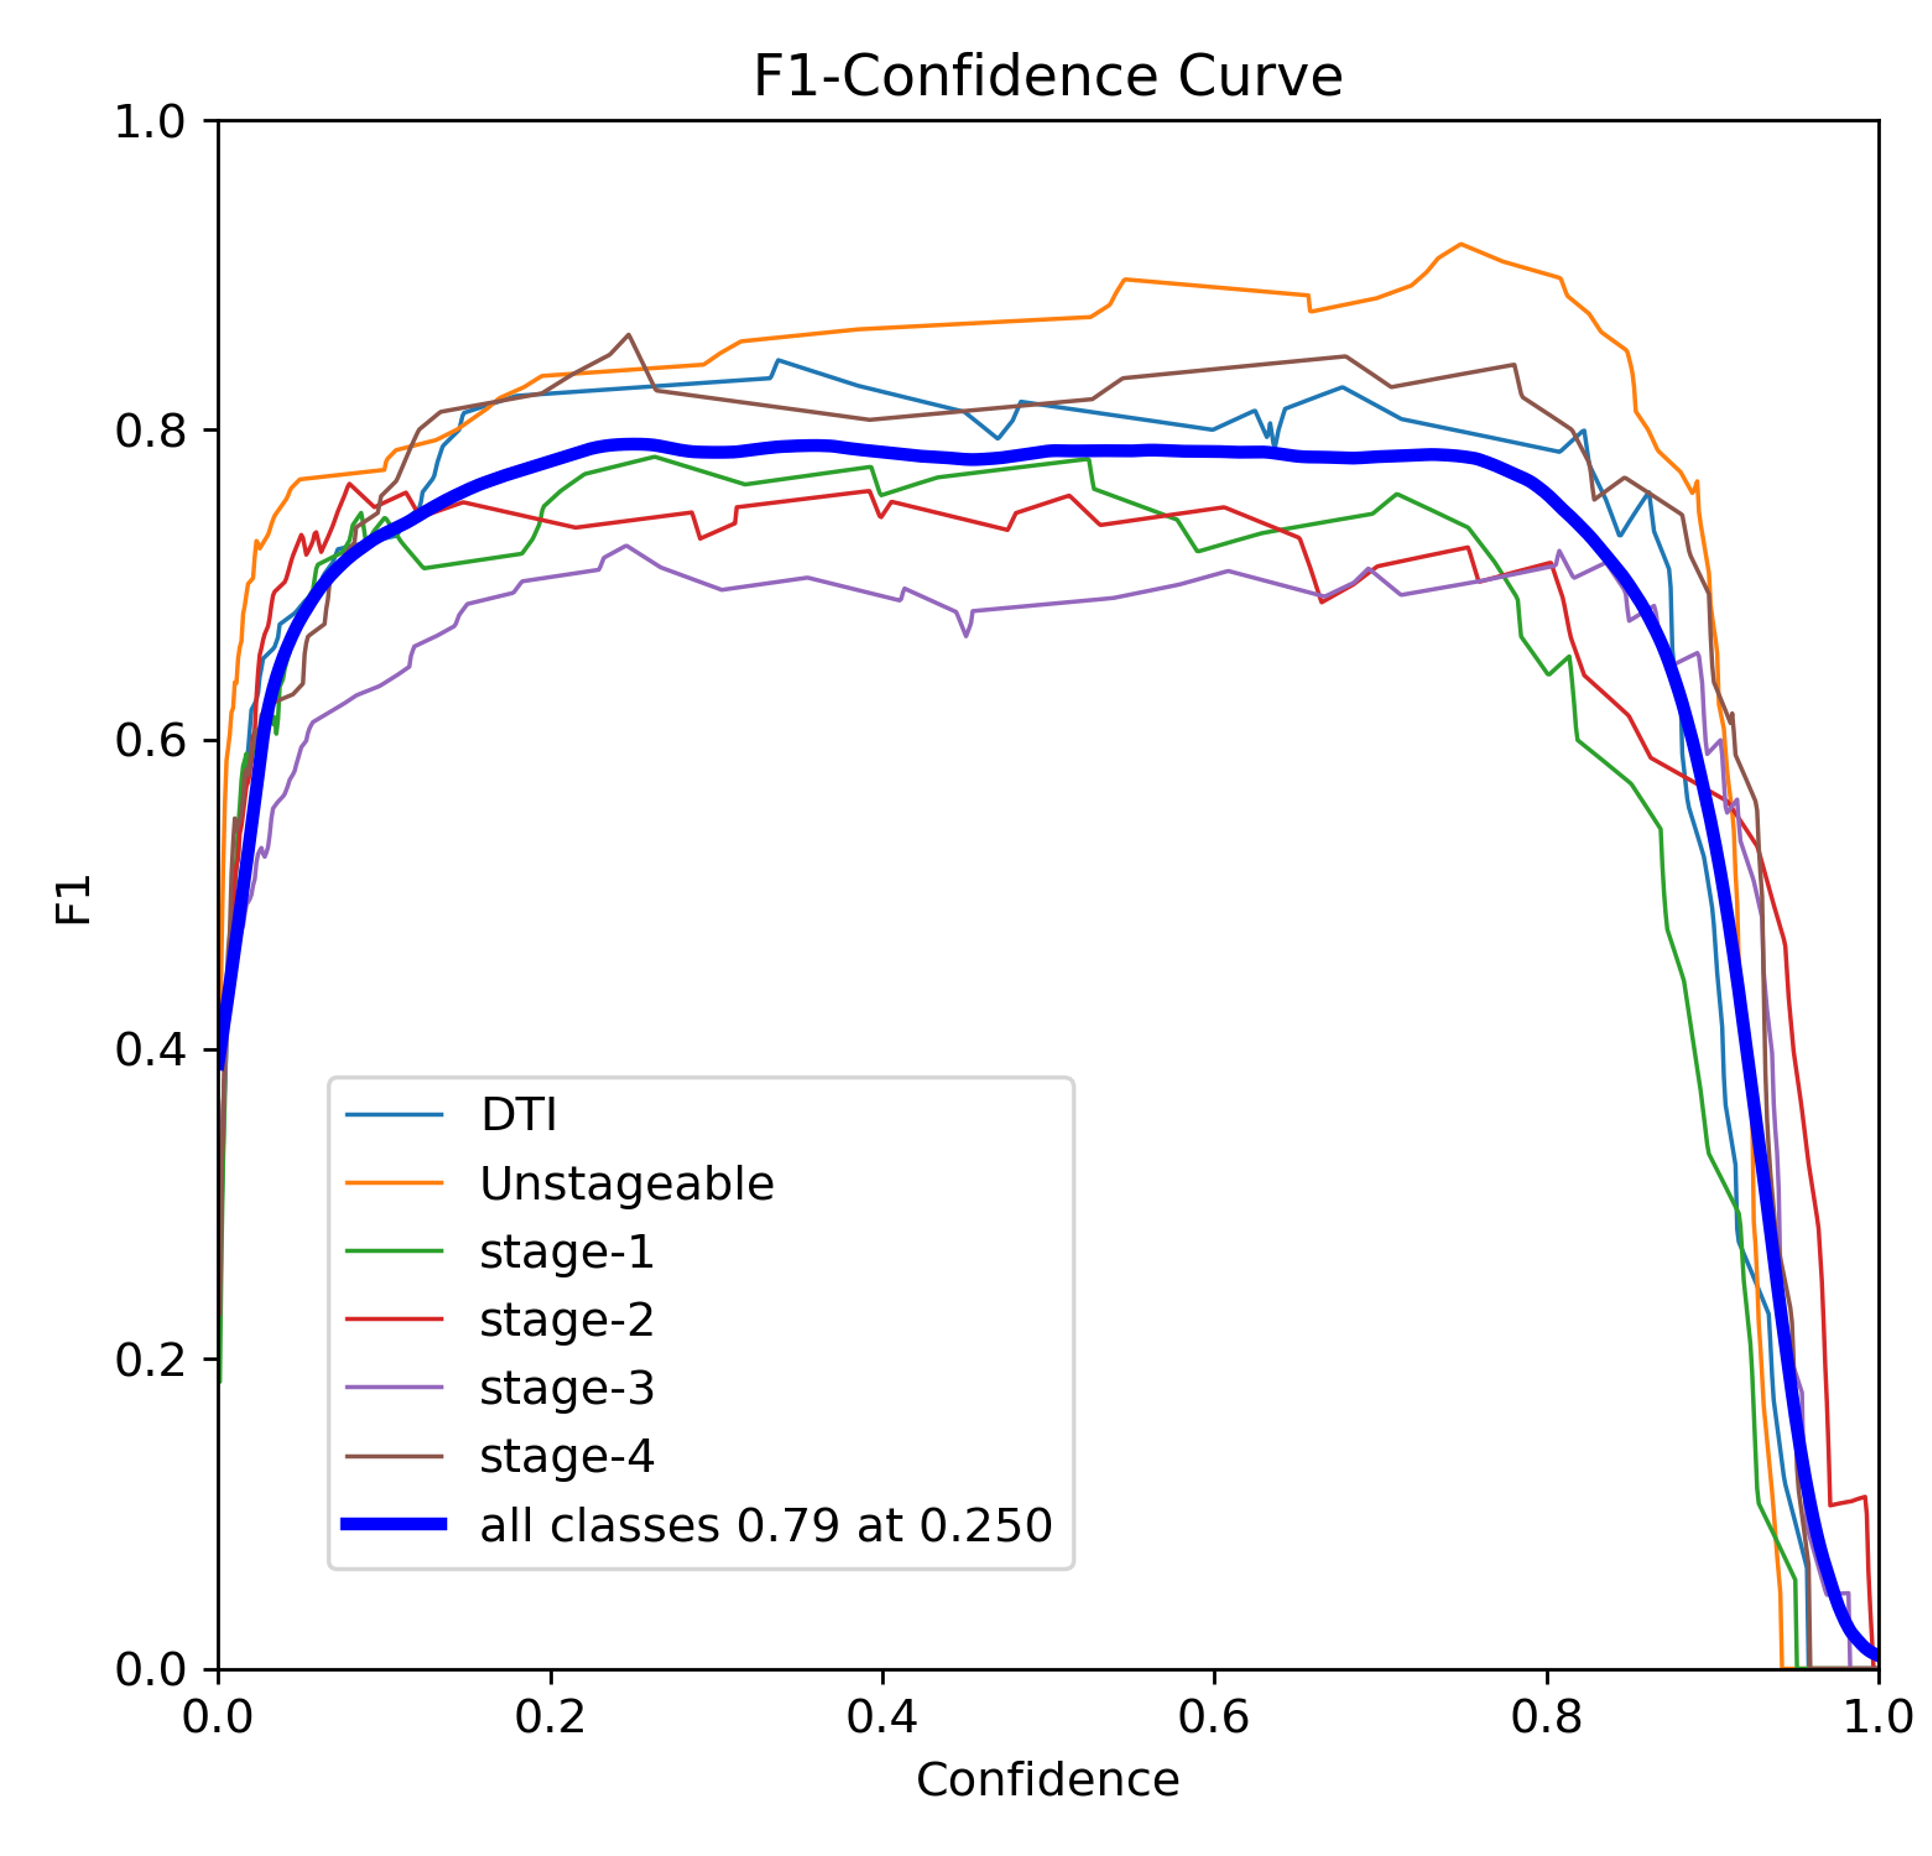 F1-Confidence Curve
1.0
0.8
0.6
0.4
0.2
0.0
F1
DTI
Unstageable
stage-1
stage-2
stage-3
stage-4
all classes 0.79 at 0.250
0.0 0.2 0.4 0.6 0.8 1.0
Confidence